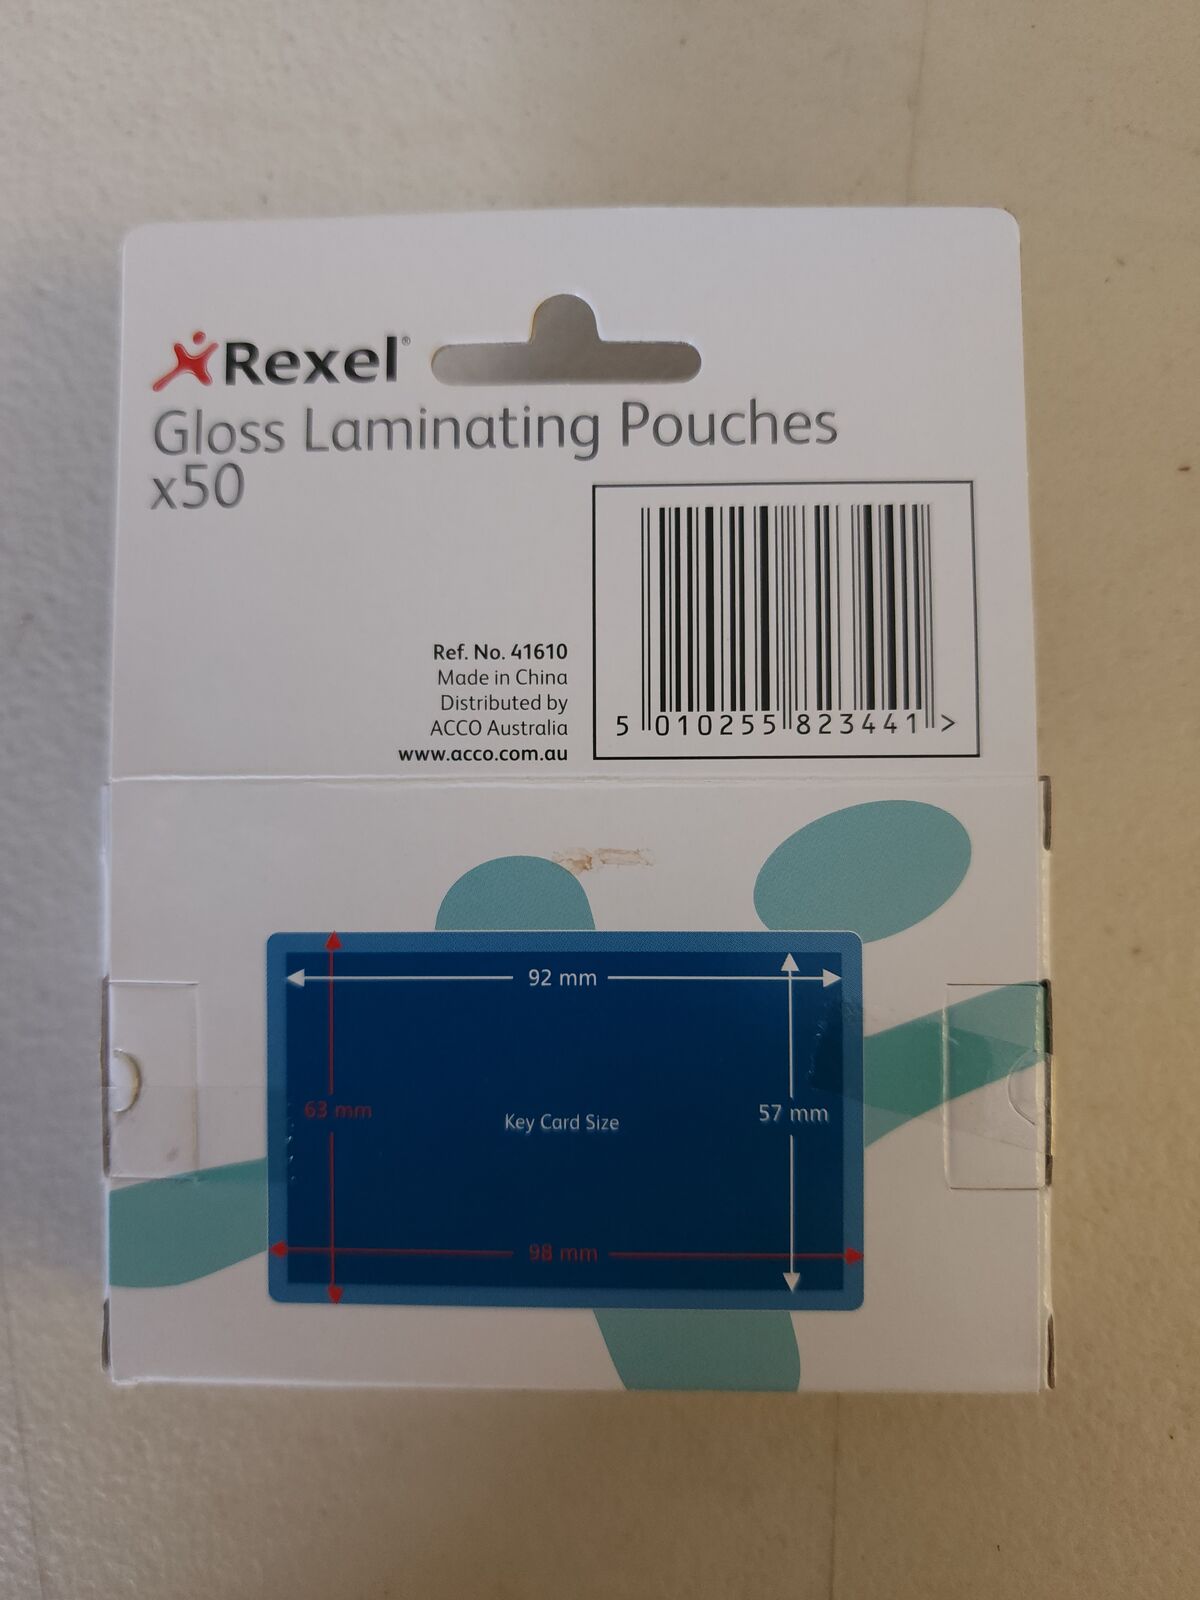 Rexel®
Gloss Laminating Pouches
x50
Ref. No. 41610
Made in China
Distributed by
ACCO Australia
www.acco.com.au
5 010255 823441 >
92 mm
63 mm
Key Card Size
57 mm
98 mm